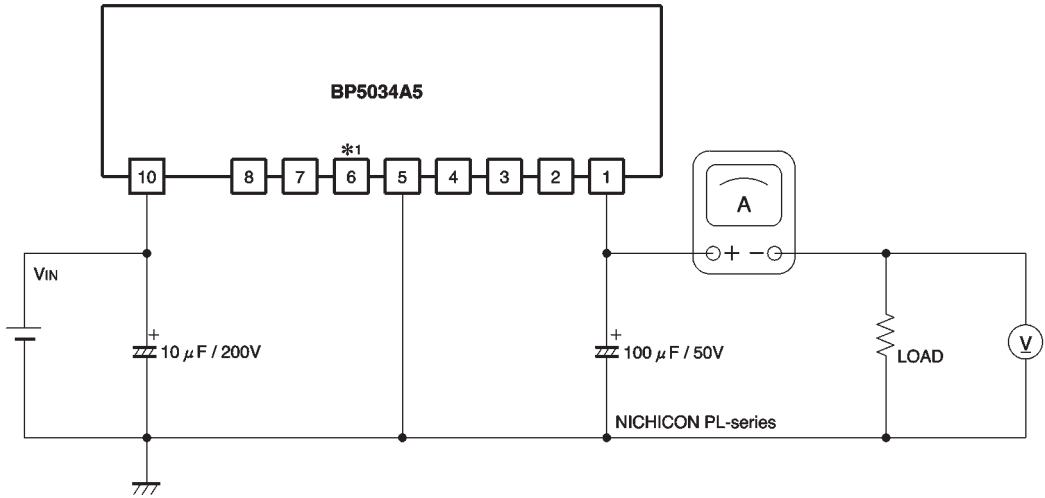 BP5034A5
*1
10 8 7 6 5 4 3 2 1
A
+ −
VIN
+
10 μF / 200V
+
100 μF / 50V
LOAD
V
NICHICON PL-series